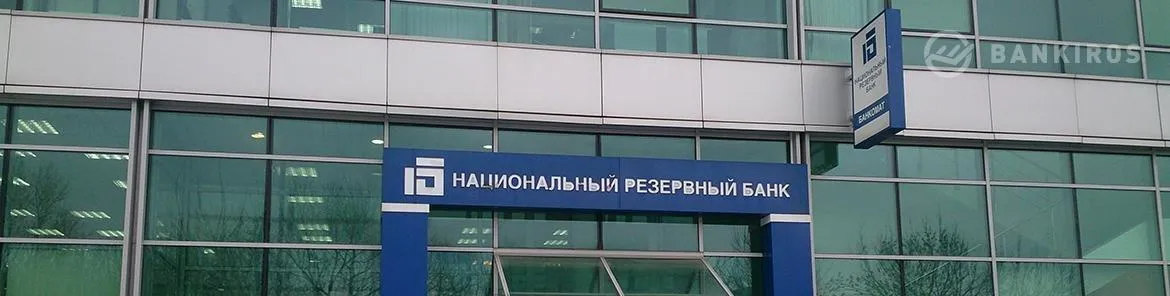 BANKIROS
НАЦИОНАЛЬНЫЙ
РЕЗЕРВНЫЙ
БАНК
БАНКОМАТ
НАЦИОНАЛЬНЫЙ РЕЗЕРВНЫЙ БАНК